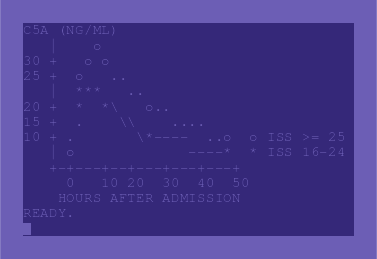 C5A (NG/ML)
   |    o
30 +   o o
25 +  o   ..
   |  ***   ..
20 +  *  *\   o..
15 +  .    \\    ....
10 + .       \*----  ..o  o ISS >= 25
   | o             ----*  * ISS 16-24
   +-+---+--+---+---+---+
     0   10 20  30  40  50
    HOURS AFTER ADMISSION
READY.